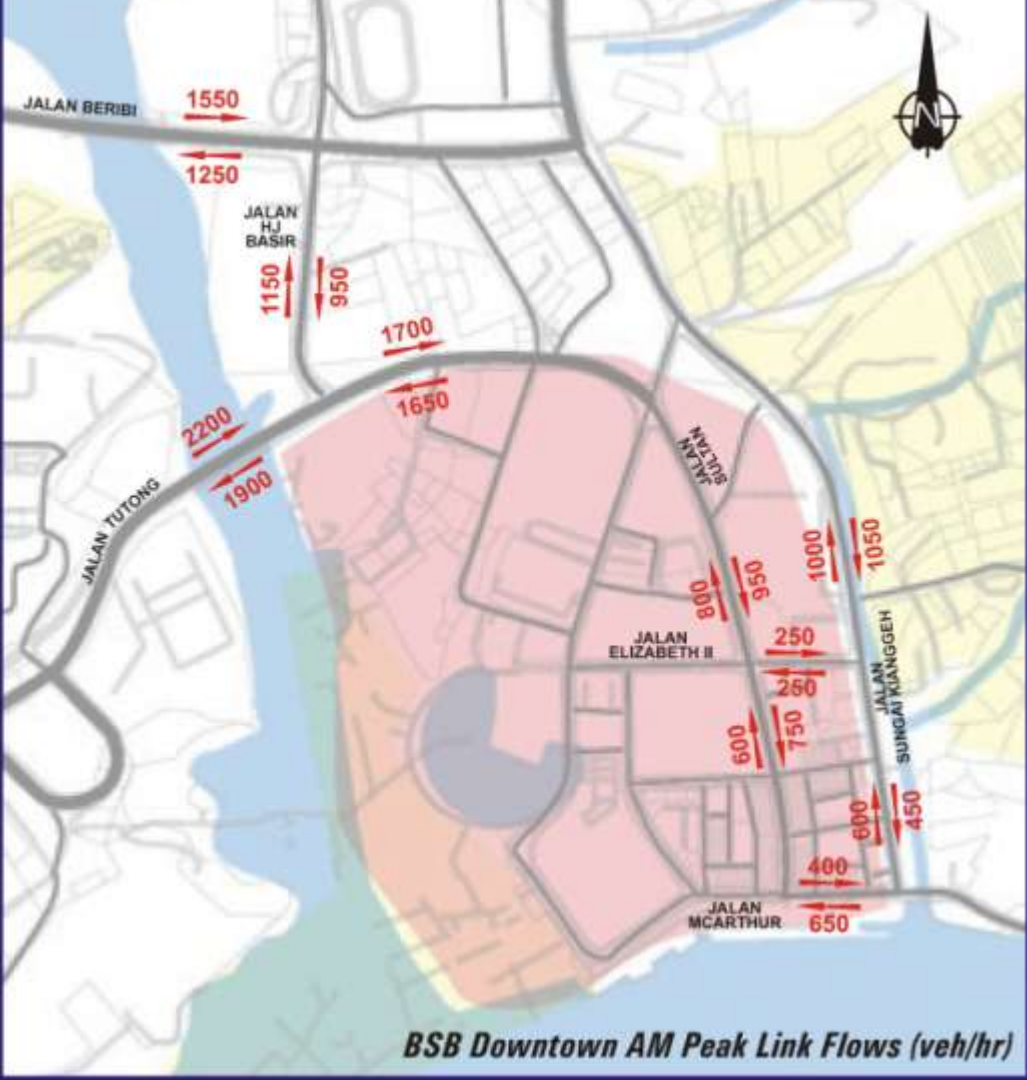 N
JALAN BERIBI
1550
1250
JALAN
HJ
BASIR
1150
950
1700
1650
2200
1900
JALAN TUTONG
JALAN
SULTAN
1000
1050
800
950
JALAN
ELIZABETH II
250
250
JALAN
SUNGAI KIANGGEH
600
750
600
450
400
JALAN
MCARTHUR
650
BSB Downtown AM Peak Link Flows (veh/hr)